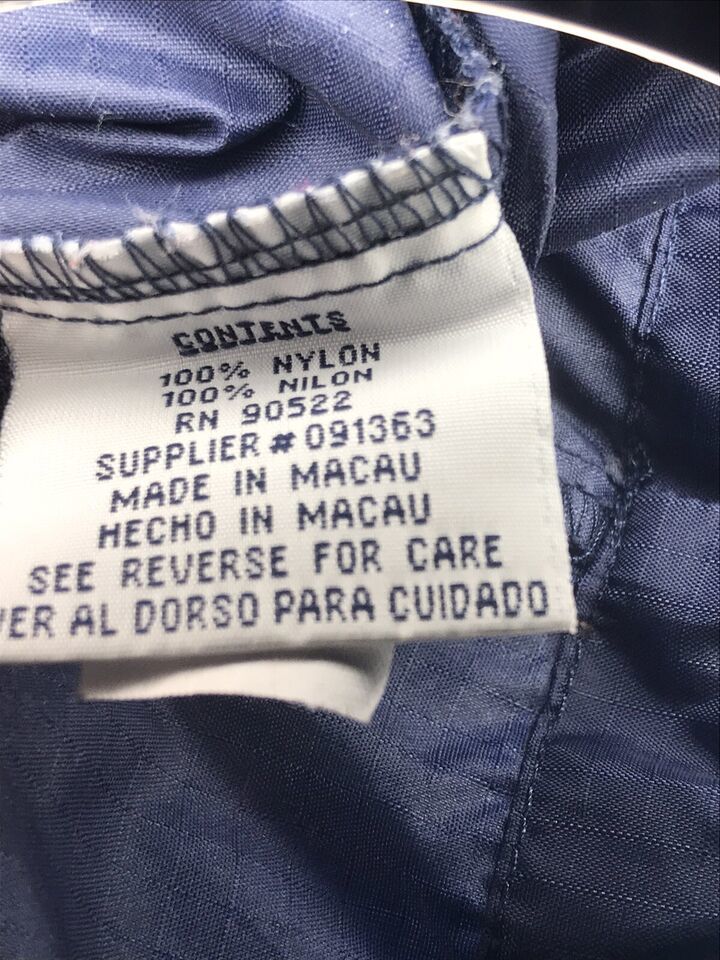 CONTENTS
100% NYLON
100% NILON
RN 90522
SUPPLIER # 091363
MADE IN MACAU
HECHO IN MACAU
SEE REVERSE FOR CARE
VER AL DORSO PARA CUIDADO